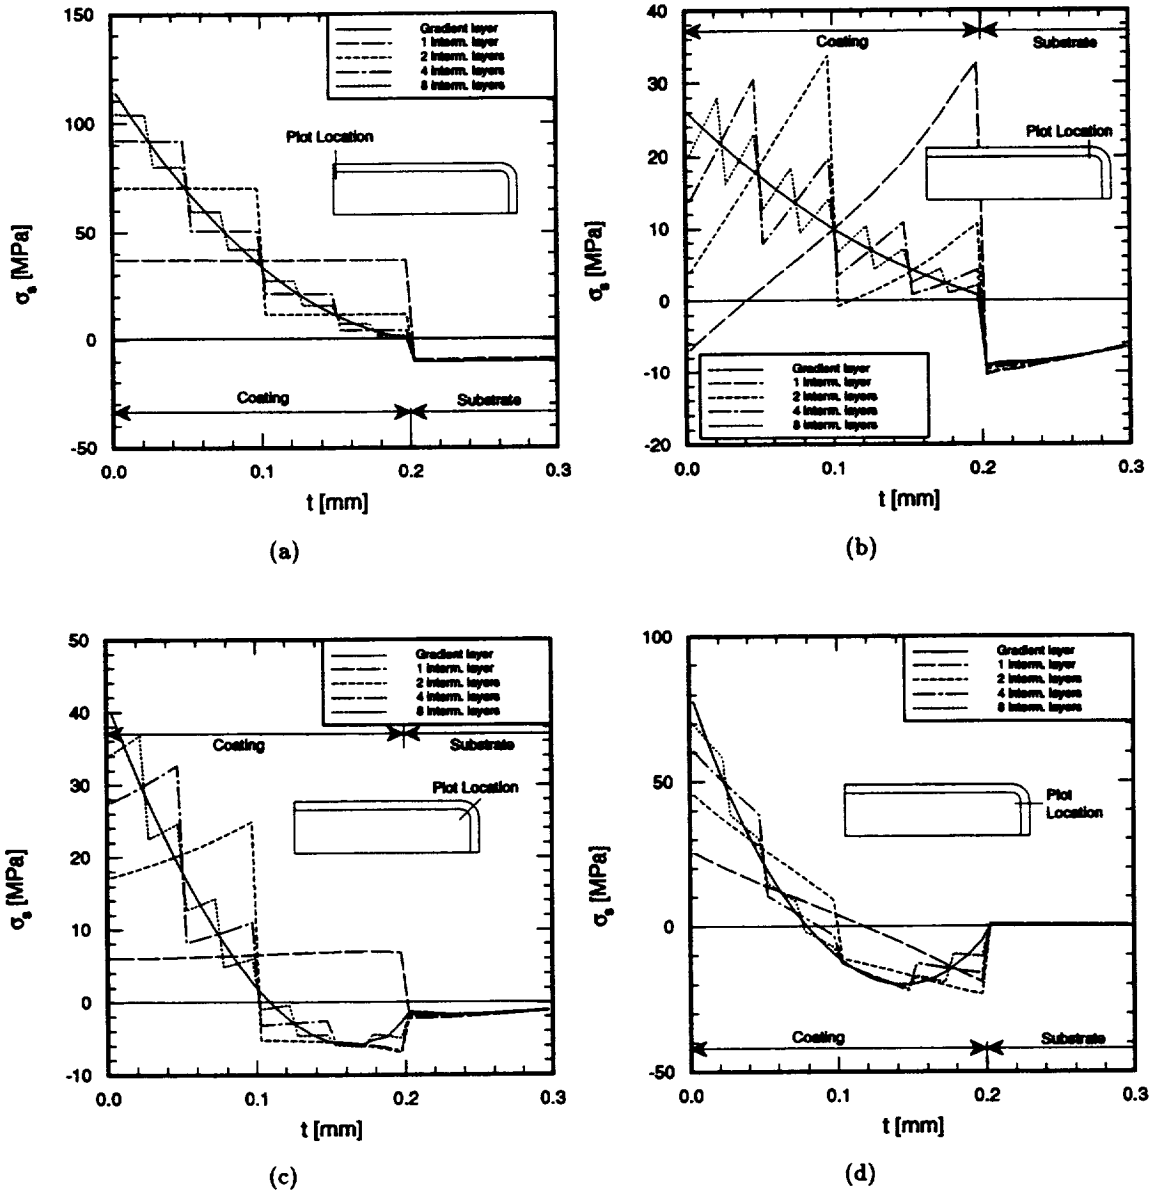 150
100
50
0
-50
σs [MPa]
Gradient layer
1 interm. layer
2 interm. layers
4 interm. layers
8 interm. layers
Plot Location
Coating
Substrate
0.0
0.1
0.2
0.3
t [mm]
(a)
40
30
20
10
0
-10
-20
σs [MPa]
Coating
Substrate
Plot Location
Gradient layer
1 interm. layer
2 interm. layers
4 interm. layers
8 interm. layers
0.0
0.1
0.2
0.3
t [mm]
(b)
50
40
30
20
10
0
-10
σs [MPa]
Gradient layer
1 interm. layer
2 interm. layers
4 interm. layers
8 interm. layers
Coating
Substrate
Plot Location
0.0
0.1
0.2
0.3
t [mm]
(c)
100
50
0
-50
σs [MPa]
Gradient layer
1 interm. layer
2 interm. layers
4 interm. layers
8 interm. layers
Plot
Location
Coating
Substrate
0.0
0.1
0.2
0.3
t [mm]
(d)